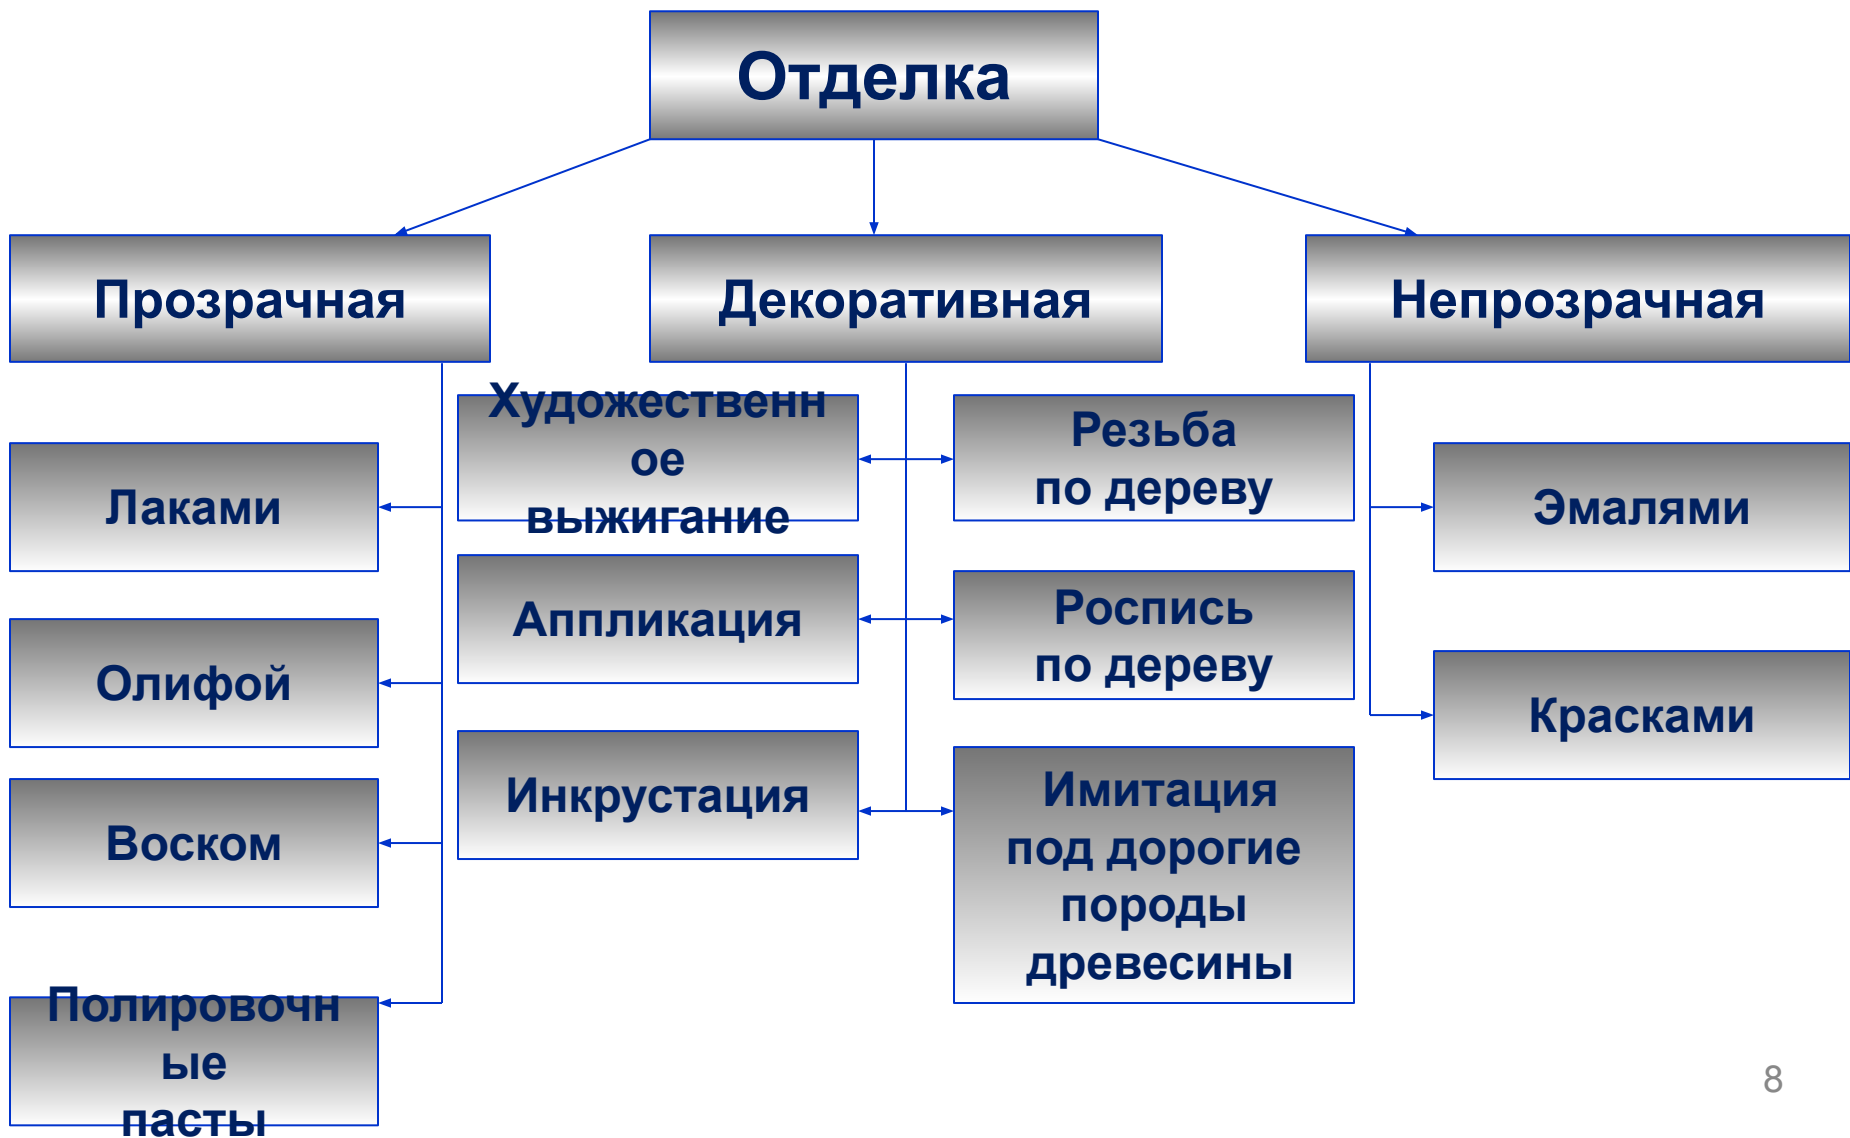 Отделка
Прозрачная
Декоративная
Непрозрачная
Лаками
Олифой
Воском
Полировочн
ые
пасты
Художественн
ое
выжигание
Аппликация
Инкрустация
Резьба
по дереву
Роспись
по дереву
Имитация
под дорогие
породы
древесины
Эмалями
Красками
8